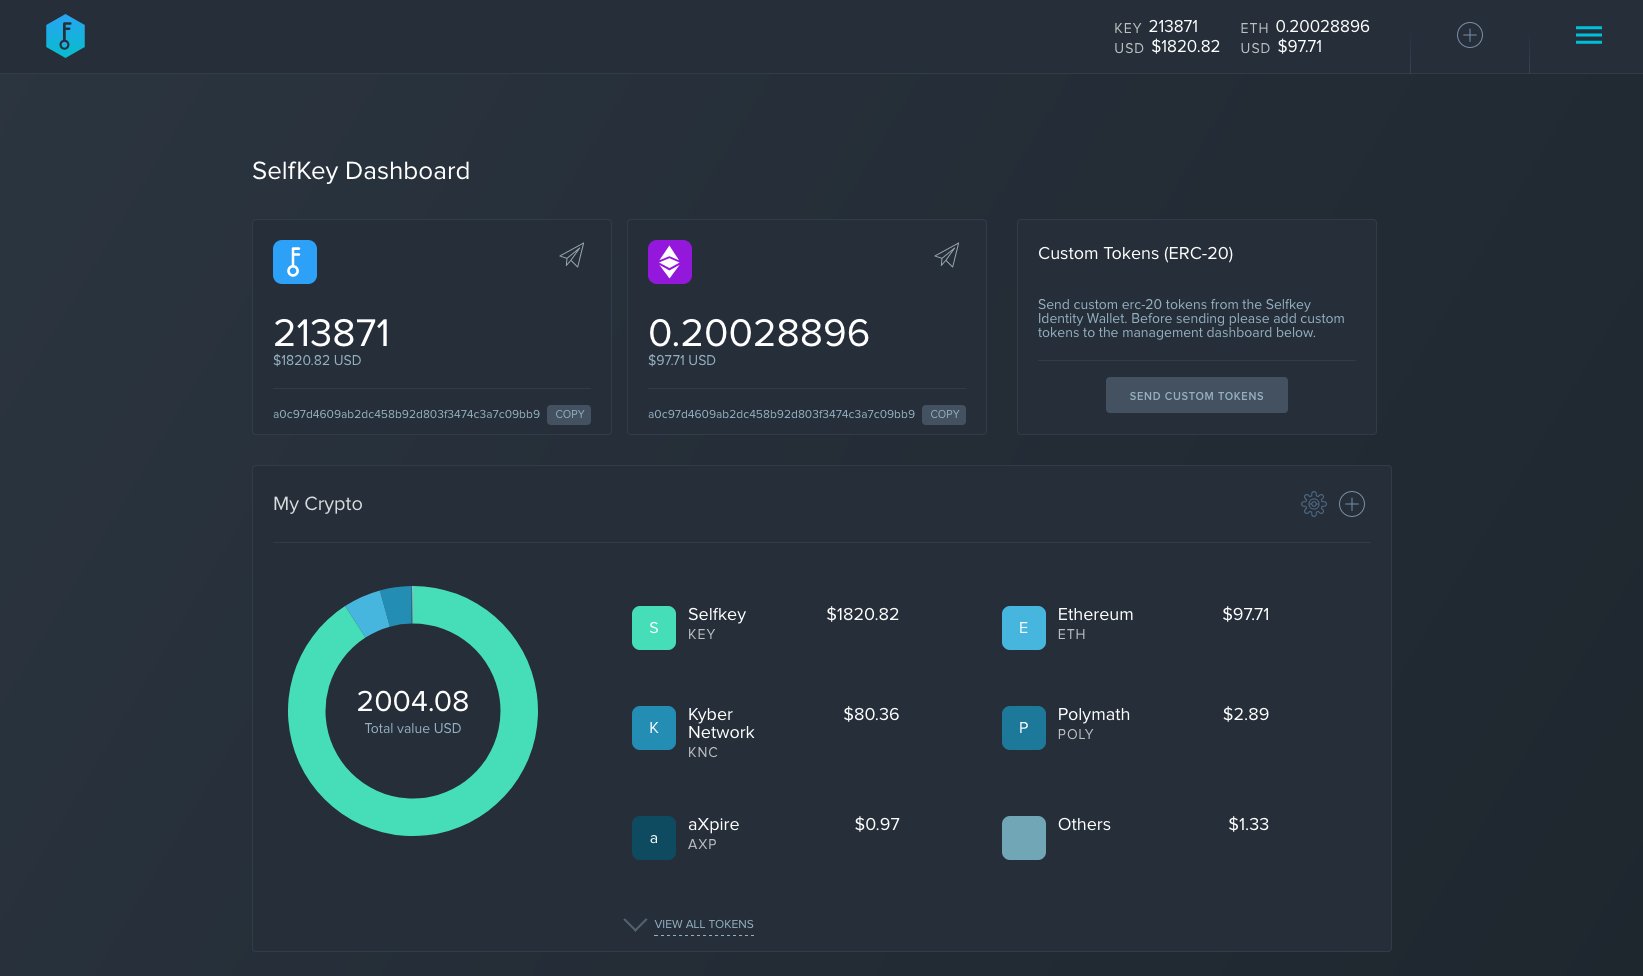 KEY 213871 ETH 0.20028896
USD $1820.82 USD $97.71
SelfKey Dashboard
213871
$1820.82 USD
a0c97d4609ab2dc458b92d803f3474c3a7c09bb9 COPY
0.20028896
$97.71 USD
a0c97d4609ab2dc458b92d803f3474c3a7c09bb9 COPY
Custom Tokens (ERC-20)
Send custom erc-20 tokens from the Selfkey
Identity Wallet. Before sending please add custom
tokens to the management dashboard below.
SEND CUSTOM TOKENS
My Crypto
2004.08
Total value USD
S Selfkey $1820.82
KEY
E Ethereum $97.71
ETH
K Kyber $80.36
Network
KNC
P Polymath $2.89
POLY
a aXpire $0.97
AXP
Others $1.33
VIEW ALL TOKENS